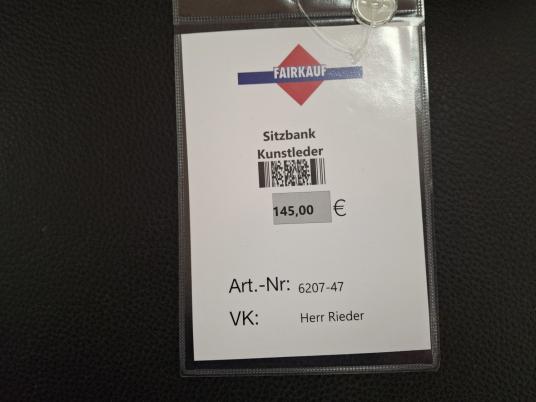 FAIRKAUF
Sitzbank
Kunstleder
145,00 €
Art.-Nr: 6207-47
VK: Herr Rieder